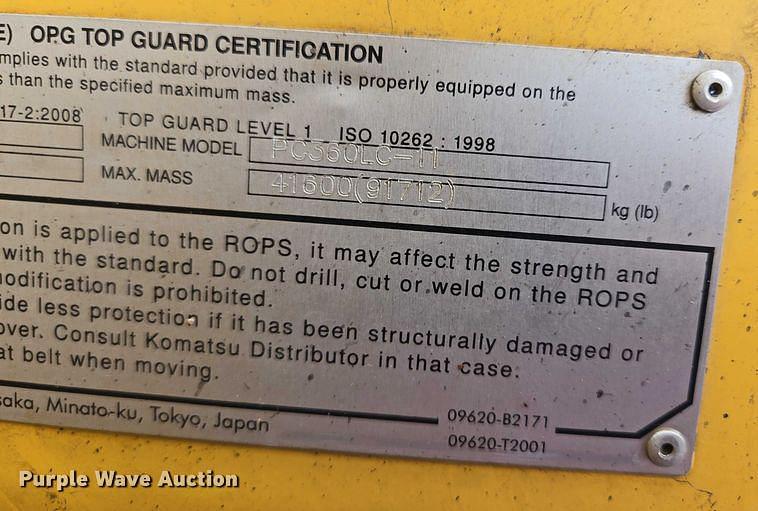 E) OPG TOP GUARD CERTIFICATION
mplies with the standard provided that it is properly equipped on the
s than the specified maximum mass.
17-2:2008 TOP GUARD LEVEL 1 ISO 10262 : 1998
MACHINE MODEL PC360LC-11
MAX. MASS 41600(91712) kg (lb)
on is applied to the ROPS, it may affect the strength and
with the standard. Do not drill, cut or weld on the ROPS
nodification is prohibited.
ide less protection if it has been structurally damaged or
over. Consult Komatsu Distributor in that case.
at belt when moving.
saka, Minato-ku, Tokyo, Japan
09620-B2171
09620-T2001
Purple Wave Auction